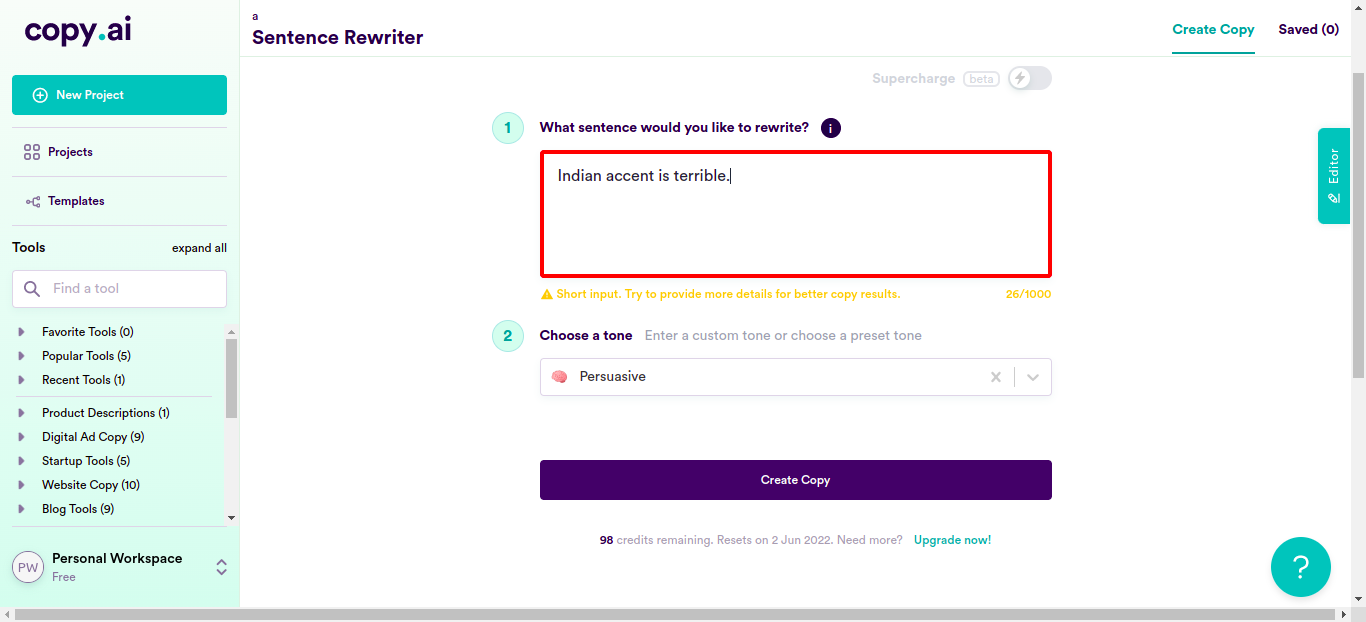 copy.ai
New Project
Projects
Templates
Tools
expand all
Find a tool
Favorite Tools (0)
Popular Tools (5)
Recent Tools (1)
Product Descriptions (1)
Digital Ad Copy (9)
Startup Tools (5)
Website Copy (10)
Blog Tools (9)
PW
Personal Workspace
Free
a
Sentence Rewriter
Create Copy
Saved (0)
Supercharge beta
1 What sentence would you like to rewrite? i
Indian accent is terrible.
Short input. Try to provide more details for better copy results. 26/1000
2 Choose a tone Enter a custom tone or choose a preset tone
Persuasive
Create Copy
98 credits remaining. Resets on 2 Jun 2022. Need more? Upgrade now!
Editor
?